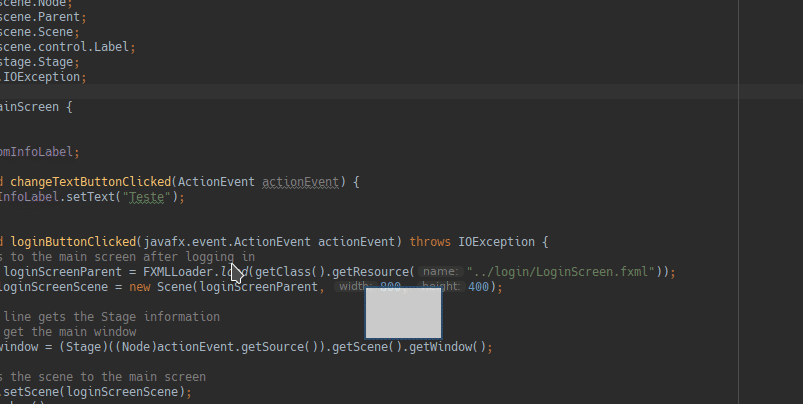 scene.Node;
scene.Parent;
scene.Scene;
scene.control.Label;
stage.Stage;
.IOException;
ainScreen {
omInfoLabel;
d changeTextButtonClicked(ActionEvent actionEvent) {
InfoLabel.setText("Teste");
d loginButtonClicked(javafx.event.ActionEvent actionEvent) throws IOException {
s to the main screen after logging in
loginScreenParent = FXMLLoader.load(getClass().getResource( name: "../login/LoginScreen.fxml"));
loginScreenScene = new Scene(loginScreenParent, width: 800, height: 400);
line gets the Stage information
get the main window
window = (Stage)((Node)actionEvent.getSource()).getScene().getWindow();
s the scene to the main screen
.setScene(loginScreenScene);